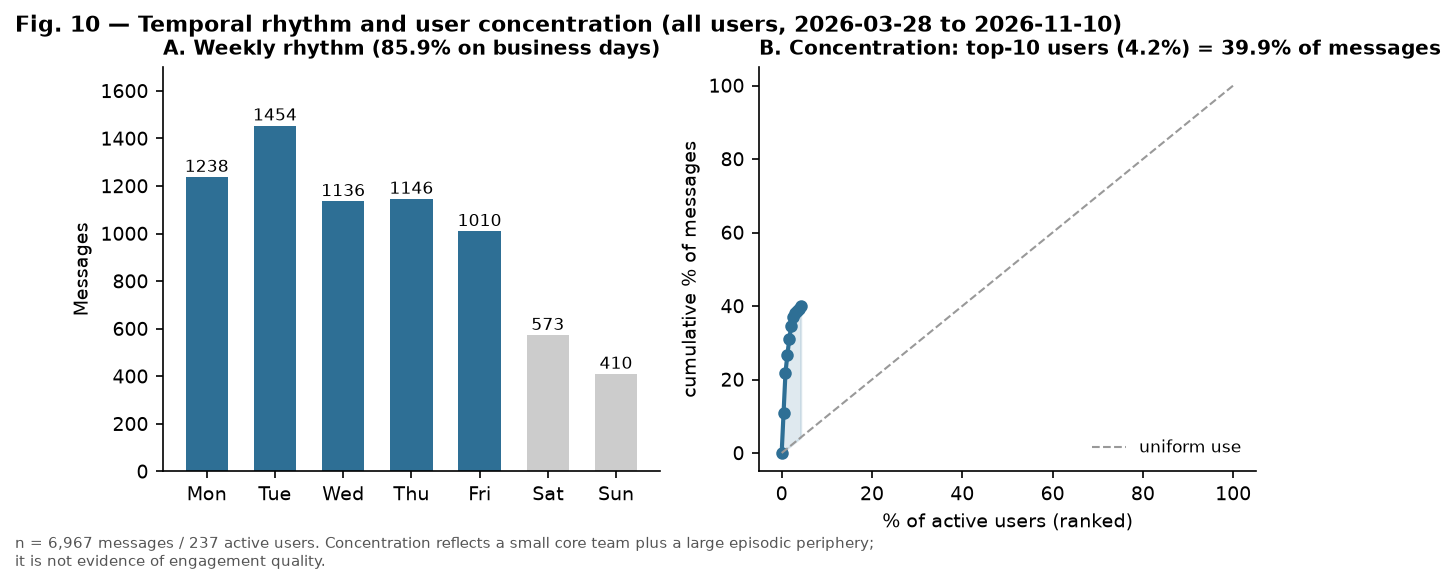 Fig. 10 — Temporal rhythm and user concentration (all users, 2026-03-28 to 2026-11-10)
A. Weekly rhythm (85.9% on business days)
Messages
1600
1400
1200
1000
800
600
400
200
0
1238
1454
1136
1146
1010
573
410
Mon Tue Wed Thu Fri Sat Sun
B. Concentration: top-10 users (4.2%) = 39.9% of messages
cumulative % of messages
100
80
60
40
20
0
uniform use
0 20 40 60 80 100
% of active users (ranked)
n = 6,967 messages / 237 active users. Concentration reflects a small core team plus a large episodic periphery;
it is not evidence of engagement quality.